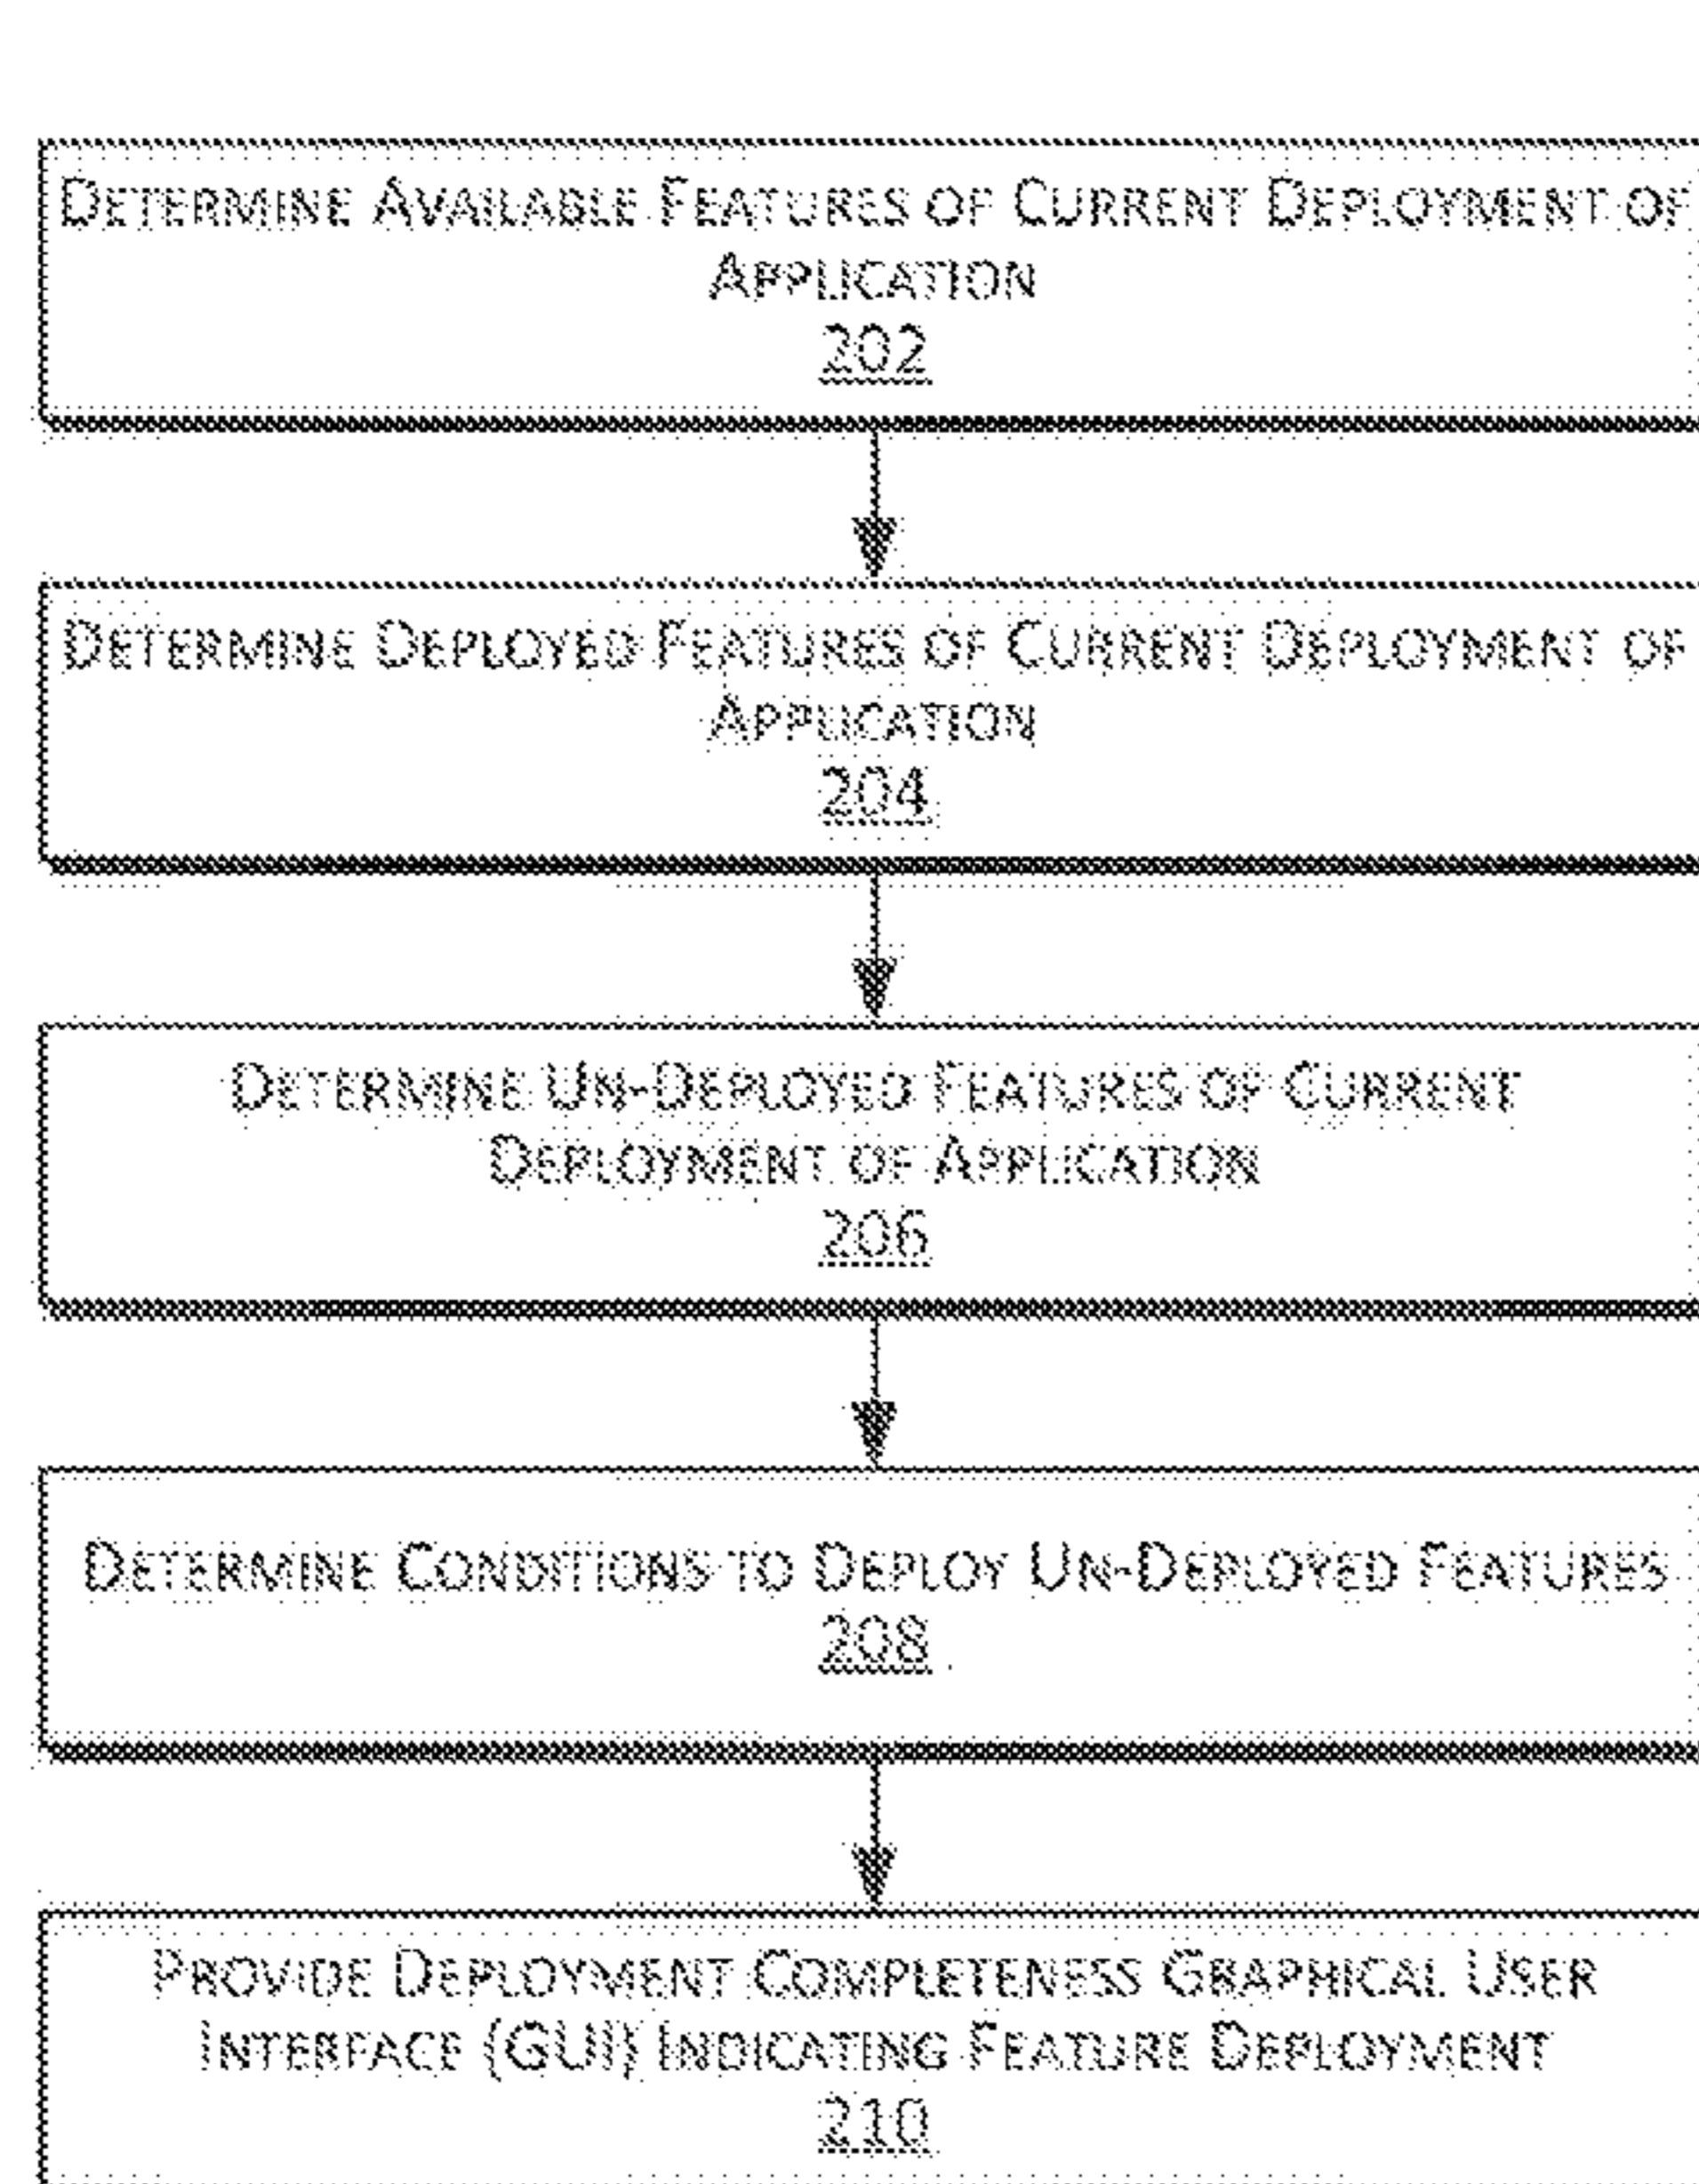 Determine Available Features of Current Deployment of
Application
202
Determine Deployed Features of Current Deployment of
Application
204
Determine Un-Deployed Features of Current
Deployment of Application
206
Determine Conditions to Deploy Un-Deployed Features
208
Provide Deployment Completeness Graphical User
Interface (GUI) Indicating Feature Deployment
210